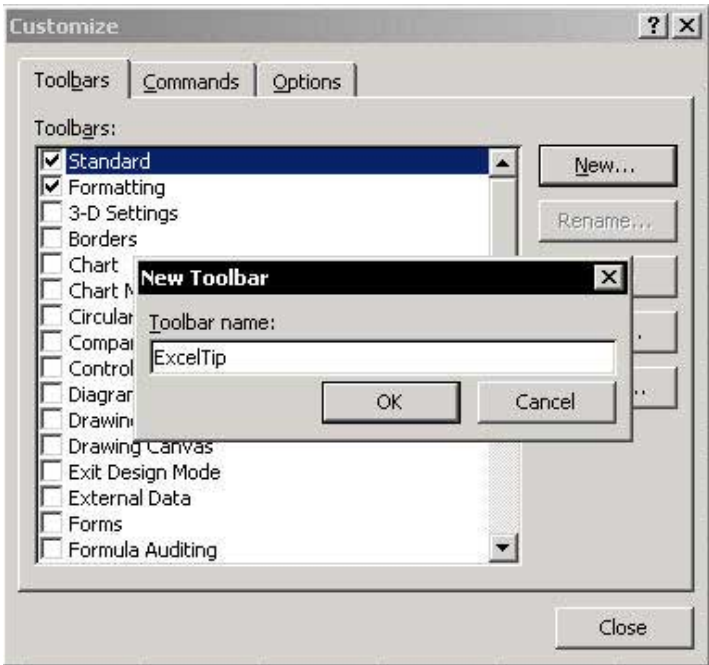 Customize
Toolbars Commands Options
Toolbars:
Standard
Formatting
3-D Settings
Borders
Chart
Chart
Circular
Control
Drawing Canvas
Exit Design Mode
External Data
Forms
Formula Auditing
New...
Rename...
New Toolbar
Toolbar name:
ExcelTip
OK Cancel
Close